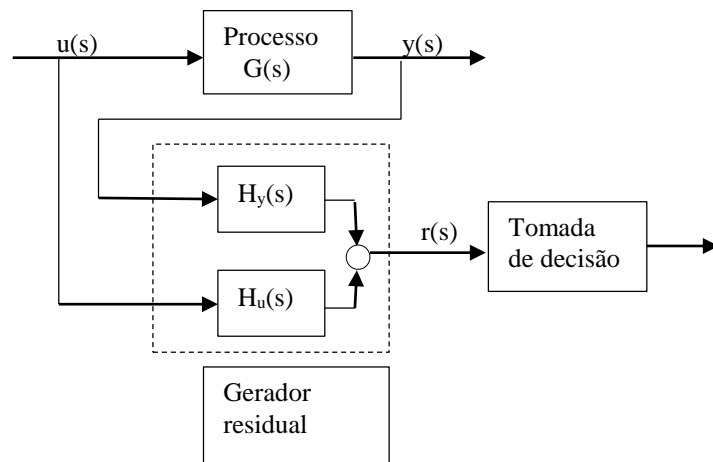 u(s)
Processo
G(s)
y(s)
Hy(s)
r(s)
Tomada
de decisão
Hu(s)
Gerador
residual